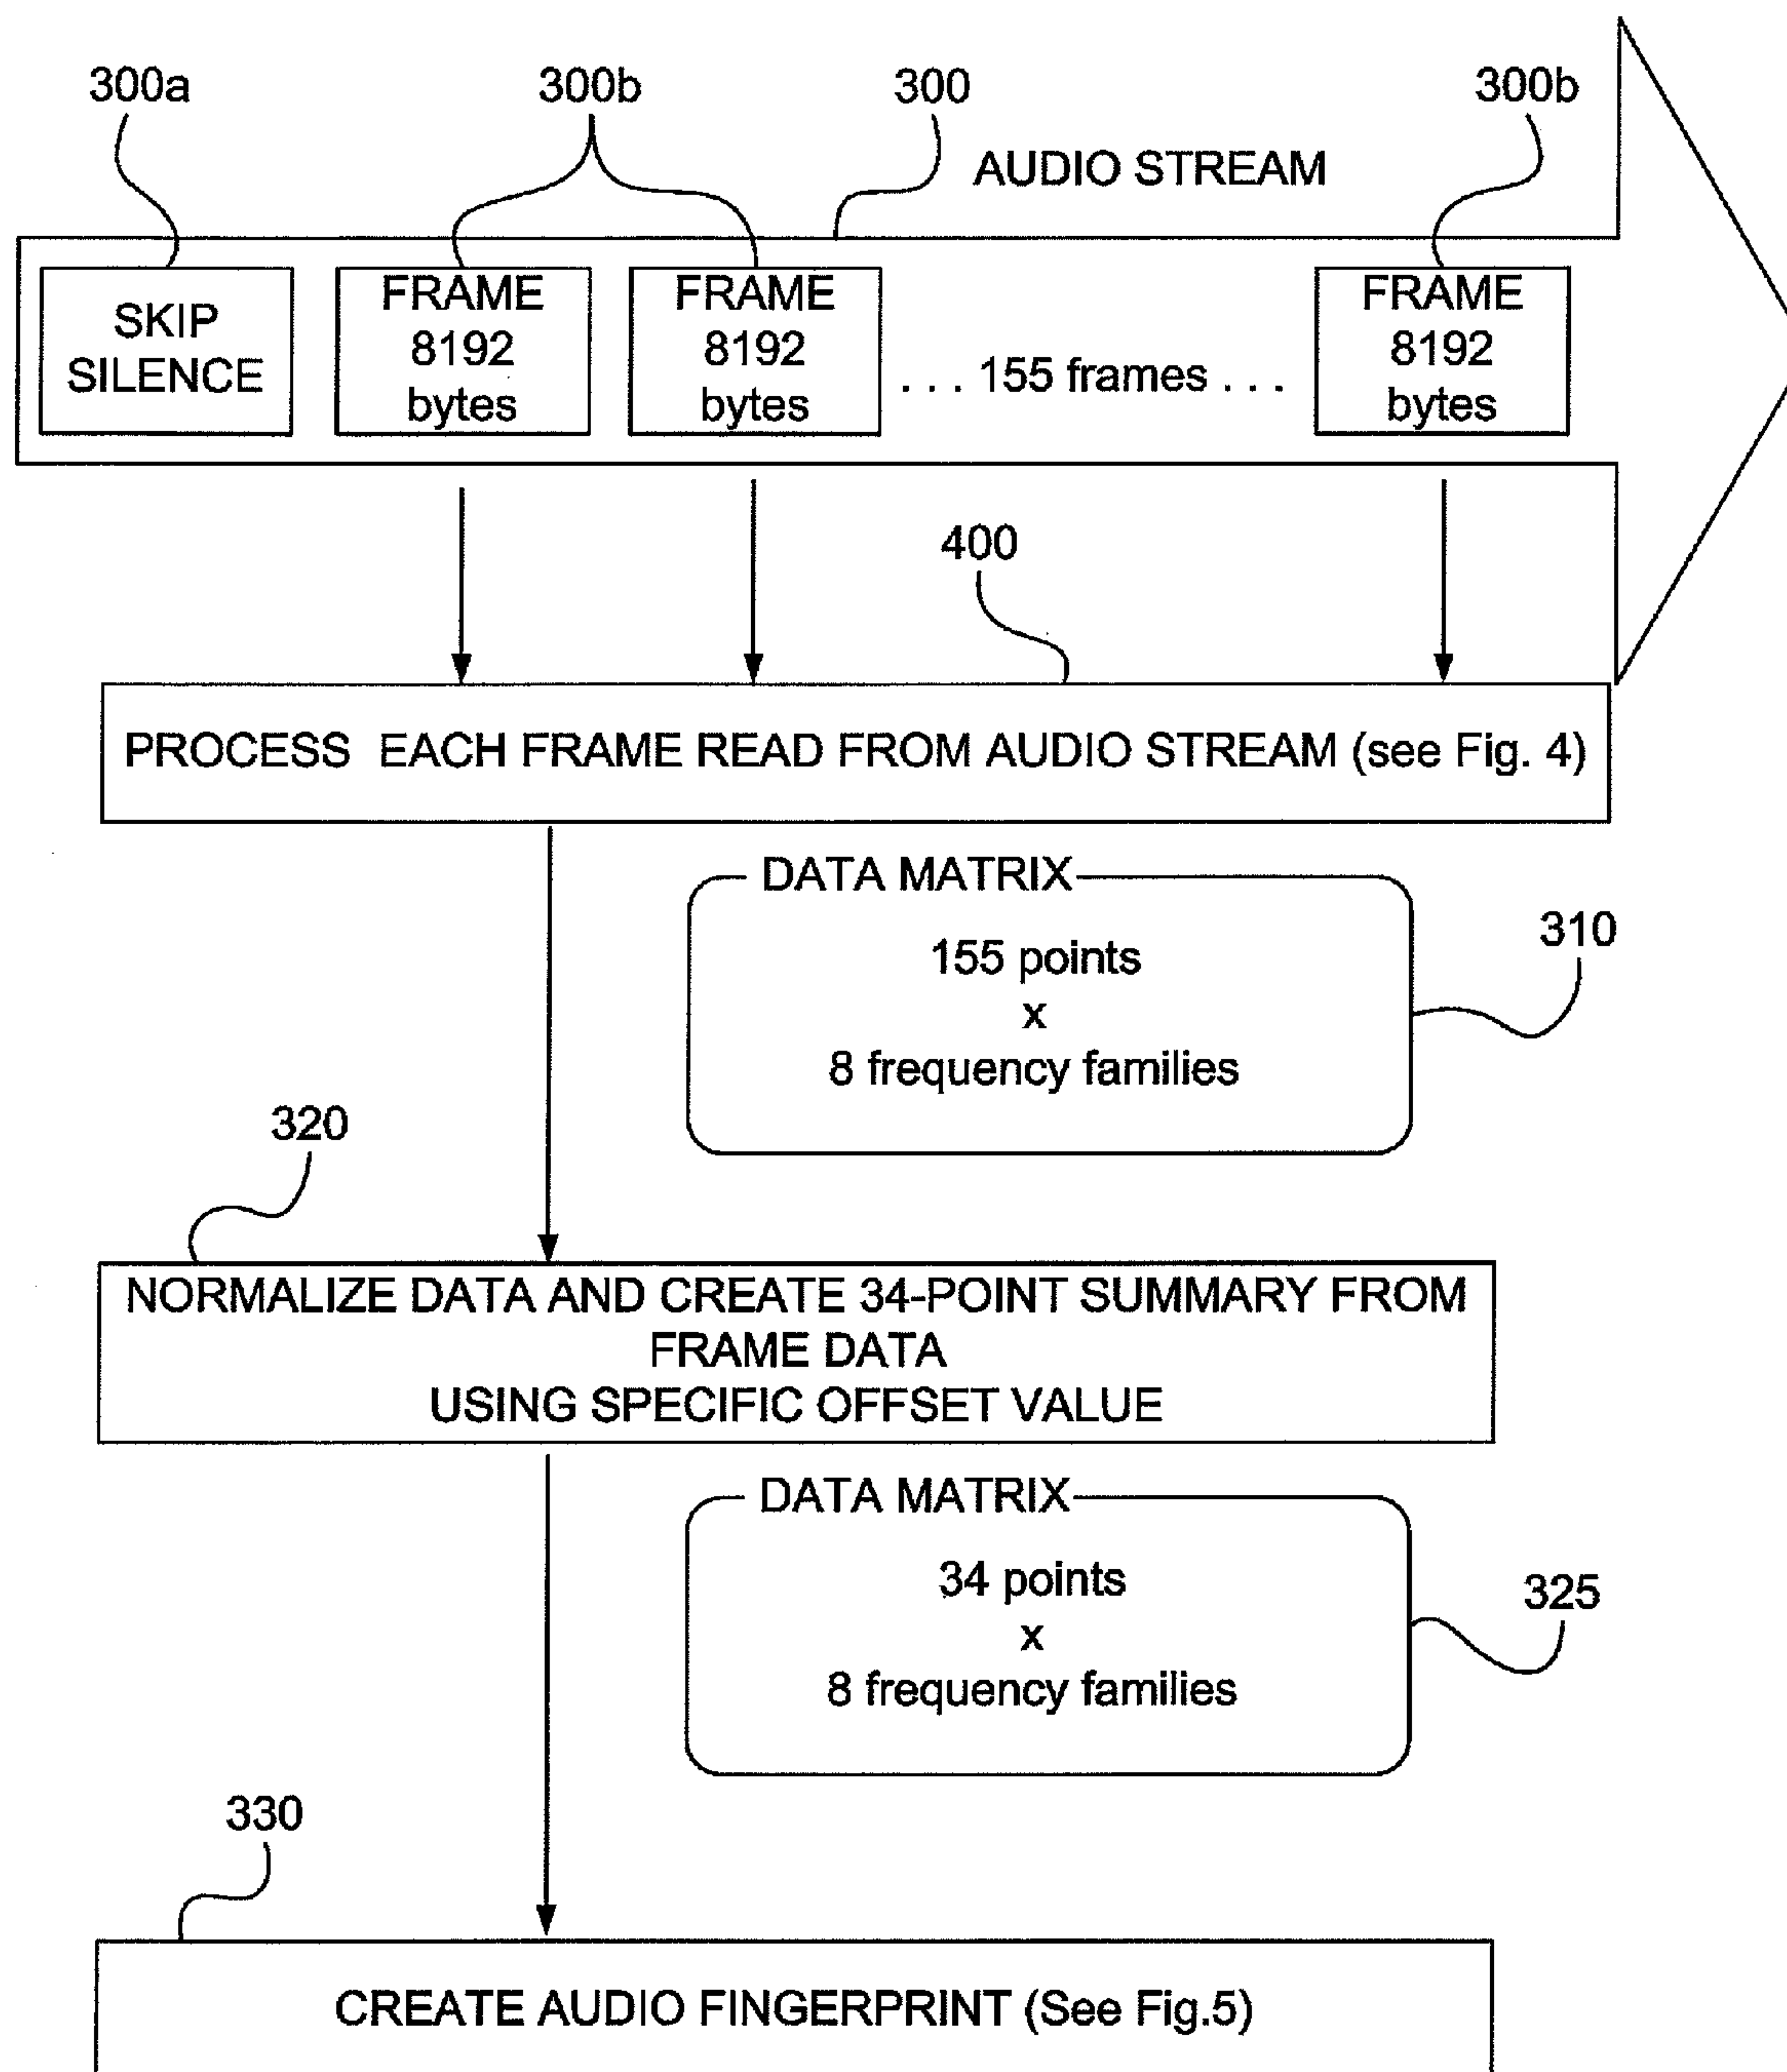 300a
300b
300
300b
AUDIO STREAM
SKIP
SILENCE
FRAME
8192
bytes
FRAME
8192
bytes
. . . 155 frames . . .
FRAME
8192
bytes
400
PROCESS EACH FRAME READ FROM AUDIO STREAM (see Fig. 4)
DATA MATRIX
155 points
x
8 frequency families
310
320
NORMALIZE DATA AND CREATE 34-POINT SUMMARY FROM
FRAME DATA
USING SPECIFIC OFFSET VALUE
DATA MATRIX
34 points
x
8 frequency families
325
330
CREATE AUDIO FINGERPRINT (See Fig.5)